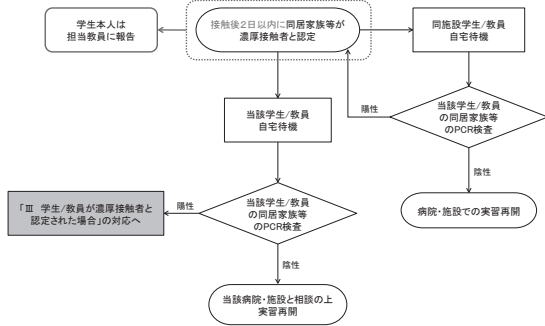 学生本人は
担当教員に報告
接触後2日以内に同居家族等が
濃厚接触者と認定
同施設学生/教員
自宅待機
当該学生/教員
自宅待機
陽性
当該学生/教員
の同居家族等
のPCR検査
陰性
病院・施設での実習再開
「Ⅲ 学生/教員が濃厚接触者と
認定された場合」の対応へ
陽性
当該学生/教員
の同居家族等
のPCR検査
陰性
当該病院・施設と相談の上
実習再開